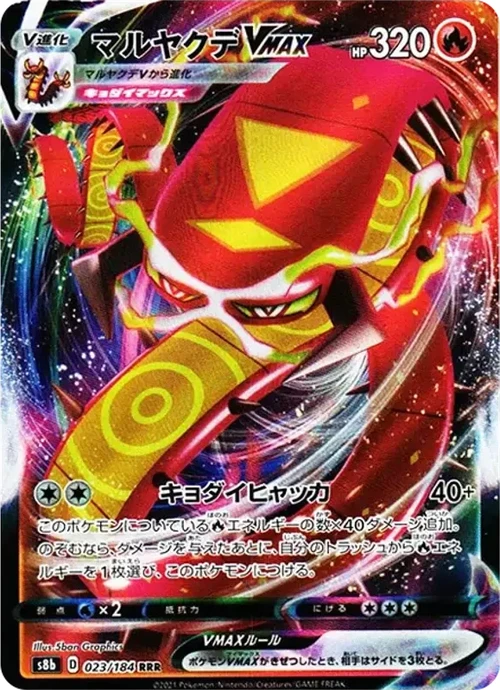 V進化
マルヤクデVMAX
HP320
マルヤクデVから進化
キョダイマックス
キョダイヒャッカ 40+
このポケモンについている エネルギーの数×40ダメージ追加。
のぞむなら、ダメージを与えたあとに、自分のトラッシュから エネ
ルギーを1枚選び、このポケモンにつける。
弱点 ×2 抵抗力 にげる
Illus. 5ban Graphics
VMAXルール
s8b D 023/184 RRR
ポケモンVMAXがきぜつしたとき、相手はサイドを3枚とる。
©2021 Pokémon/Nintendo/Creatures/GAME FREAK.